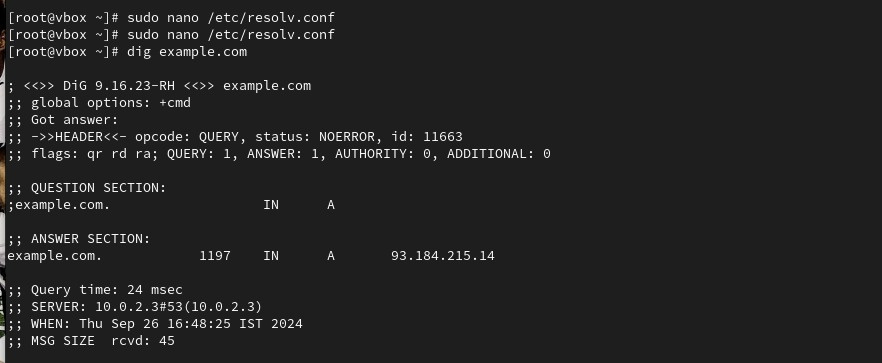 [root@vbox ~]# sudo nano /etc/resolv.conf
[root@vbox ~]# sudo nano /etc/resolv.conf
[root@vbox ~]# dig example.com

; <<>> DiG 9.16.23-RH <<>> example.com
;; global options: +cmd
;; Got answer:
;; ->>HEADER<<- opcode: QUERY, status: NOERROR, id: 11663
;; flags: qr rd ra; QUERY: 1, ANSWER: 1, AUTHORITY: 0, ADDITIONAL: 0

;; QUESTION SECTION:
;example.com.                   IN      A

;; ANSWER SECTION:
example.com.            1197    IN      A       93.184.215.14

;; Query time: 24 msec
;; SERVER: 10.0.2.3#53(10.0.2.3)
;; WHEN: Thu Sep 26 16:48:25 IST 2024
;; MSG SIZE  rcvd: 45